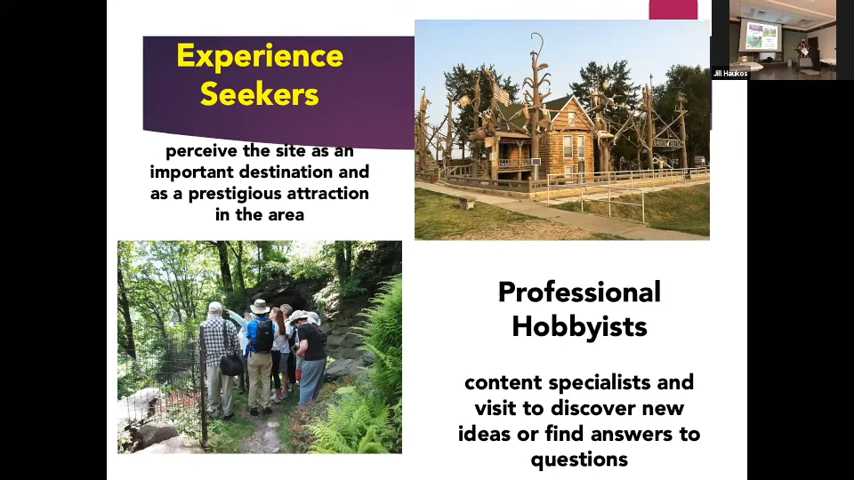 Experience
Seekers
perceive the site as an
important destination and
as a prestigious attraction
in the area
Jill Haukos
Professional
Hobbyists
content specialists and
visit to discover new
ideas or find answers to
questions